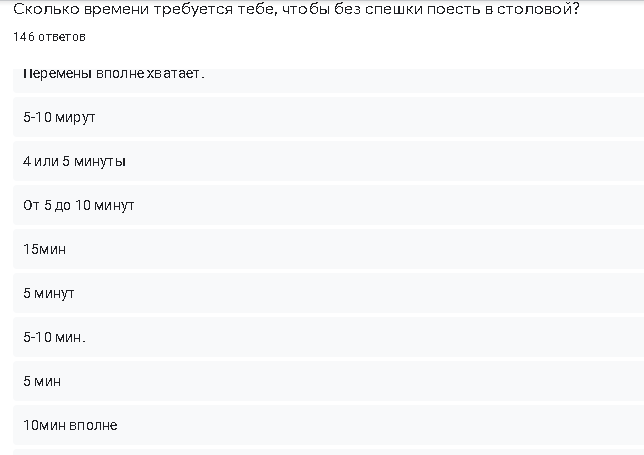 Сколько времени требуется тебе, чтобы без спешки поесть в столовой?
146 ответов
Перемены вполне хватает.
5-10 мирут
4 или 5 минуты
От 5 до 10 минут
15мин
5 минут
5-10 мин.
5 мин
10мин вполне